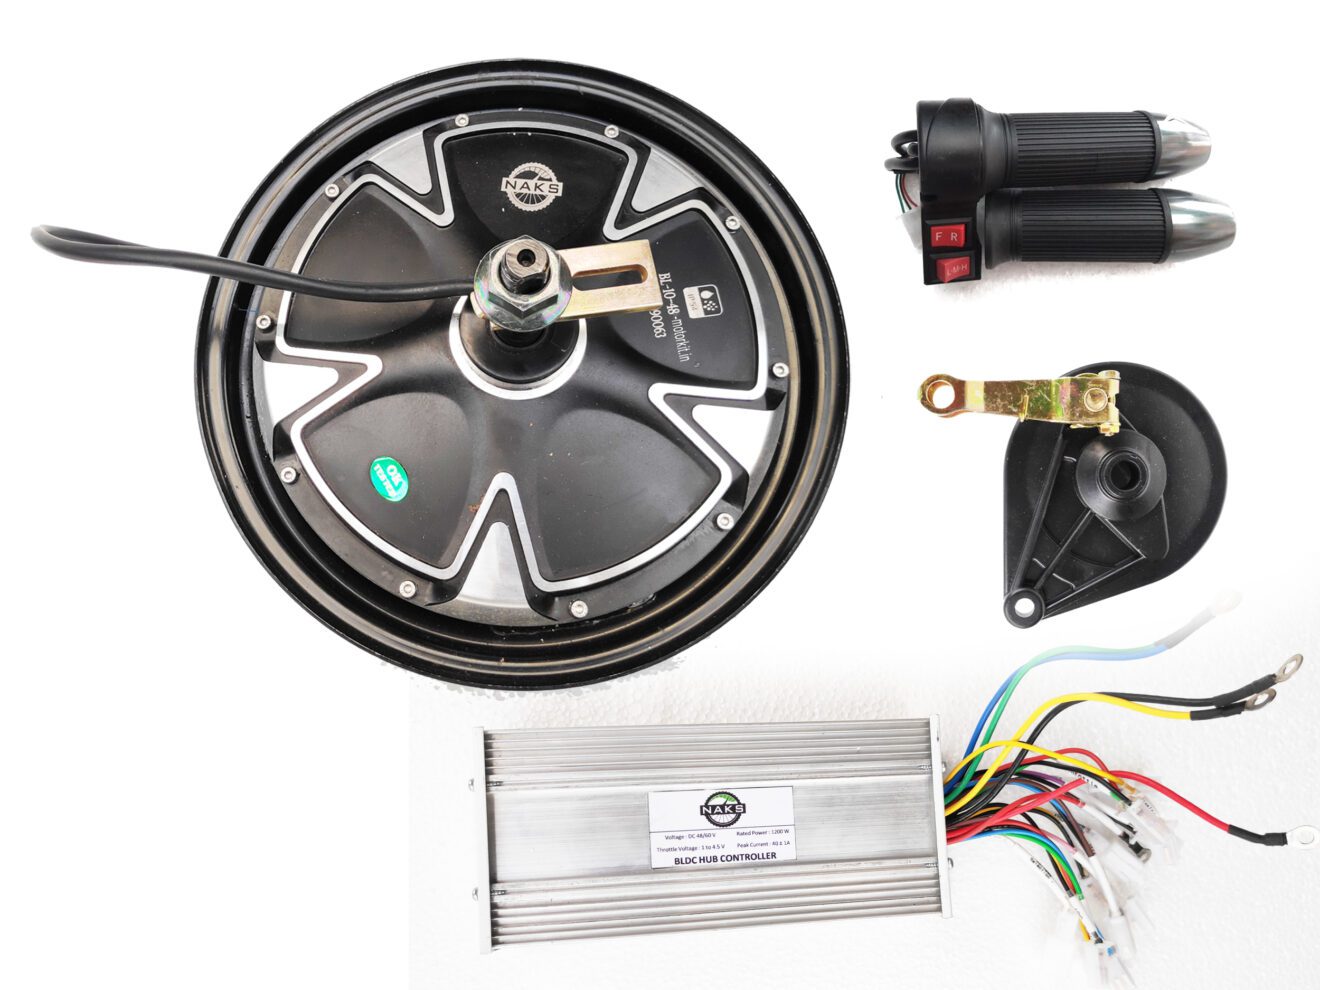 NAKS
BL-10-48-motorkit.in
90063
IP54
OK
F R
L-M-H
NAKS
Voltage : DC 48/60 V
Rated Power : 1200 W
Throttle Voltage : 1 to 4.5 V
Peak Current : 40 ± 1A
BLDC HUB CONTROLLER